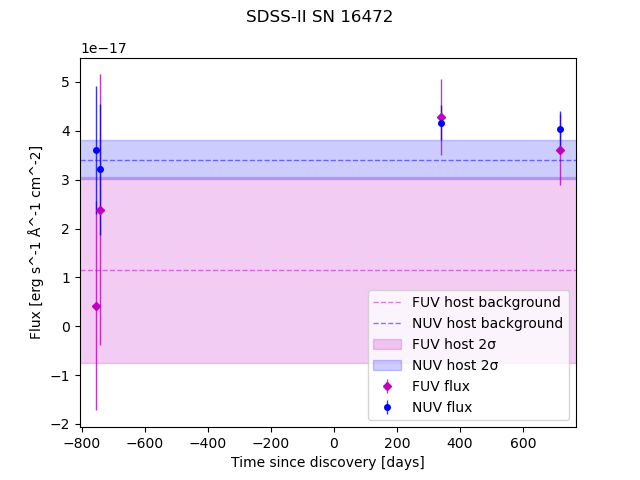 SDSS-II SN 16472
1e−17
Flux [erg s^-1 Å^-1 cm^-2]
5
4
3
2
1
0
−1
−2
FUV host background
NUV host background
FUV host 2σ
NUV host 2σ
FUV flux
NUV flux
−800 −600 −400 −200 0 200 400 600
Time since discovery [days]